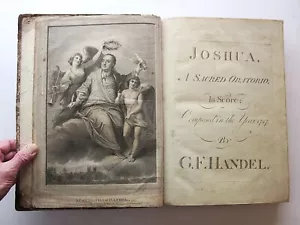 JOSHUA,
A SACRED ORATORIO,
In Score;
Composed in the Year 1747
By
G.F.HANDEL.